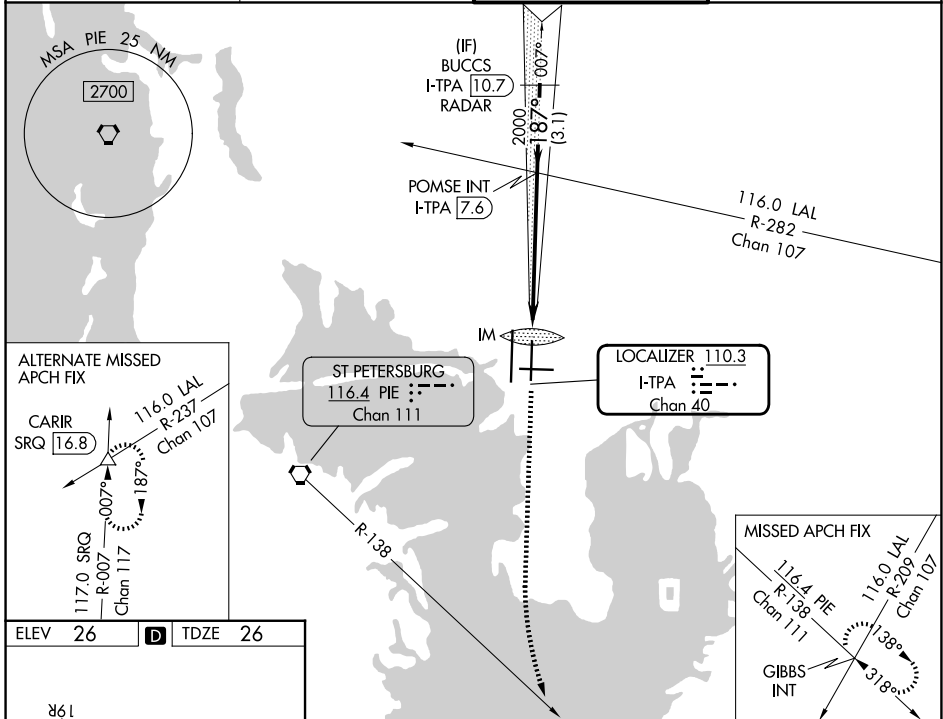 MSA PIE 25 NM
2700
(IF)
BUCCS
I-TPA 10.7
RADAR
007°
2000
187°
(3.1)
POMSE INT
I-TPA 7.6
116.0 LAL
R-282
Chan 107
IM
LOCALIZER 110.3
I-TPA
Chan 40
ST PETERSBURG
116.4 PIE
Chan 111
R-138
ALTERNATE MISSED
APCH FIX
CARIR
SRQ 16.8
116.0 LAL
R-237
Chan 107
007°
187°
117.0 SRQ
R-007
Chan 117
MISSED APCH FIX
116.4 PIE
R-138
Chan 111
116.0 LAL
R-209
Chan 107
138°
318°
GIBBS
INT
ELEV 26 D TDZE 26
19R